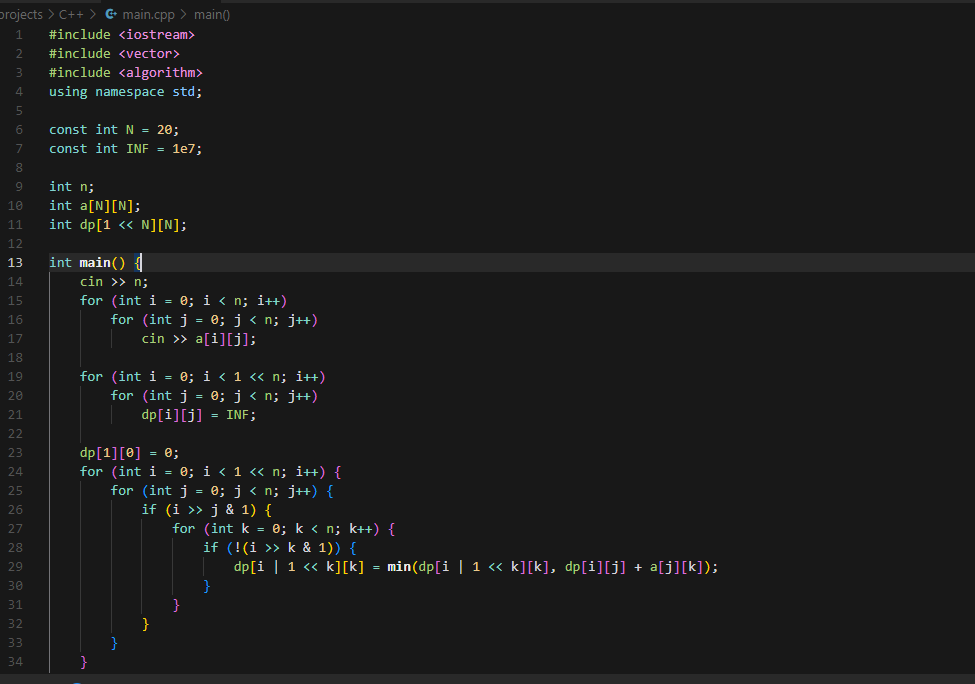 projects > C++ > main.cpp > main()
1 #include <iostream>
2 #include <vector>
3 #include <algorithm>
4 using namespace std;
5
6 const int N = 20;
7 const int INF = 1e7;
8
9 int n;
10 int a[N][N];
11 int dp[1 << N][N];
12
13 int main() {
14     cin >> n;
15     for (int i = 0; i < n; i++)
16         for (int j = 0; j < n; j++)
17             cin >> a[i][j];
18
19     for (int i = 0; i < 1 << n; i++)
20         for (int j = 0; j < n; j++)
21             dp[i][j] = INF;
22
23     dp[1][0] = 0;
24     for (int i = 0; i < 1 << n; i++) {
25         for (int j = 0; j < n; j++) {
26             if (i >> j & 1) {
27                 for (int k = 0; k < n; k++) {
28                     if (!(i >> k & 1)) {
29                         dp[i | 1 << k][k] = min(dp[i | 1 << k][k], dp[i][j] + a[j][k]);
30                     }
31                 }
32             }
33         }
34     }